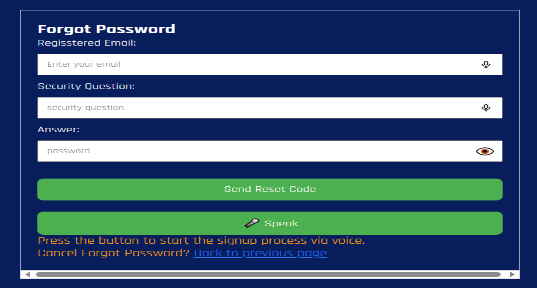 Forgot Password
Regisstered Email:
Enter your email
Security Question:
security question
Answer:
password
Send Reset Code
Speak
Press the button to start the signup process via voice.
Cancel Forgot Password? Back to previous page